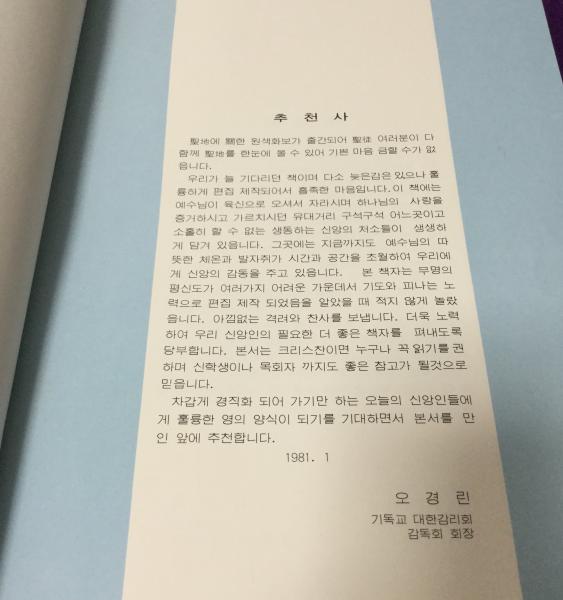 추 천 사
聖地에 關한 원색화보가 출간되어 聖徒 여러분이 다
함께 聖地를 한눈에 볼 수 있어 기쁜 마음 금할 수가 없
읍니다.
우리가 늘 기다리던 책이며 다소 늦은감은 있으나 훌
륭하게 편집 제작되어서 흡족한 마음입니다. 이 책에는
예수님이 육신으로 오셔서 자라시며 하나님의 사랑을
증거하시고 가르치시던 유대거리 구석구석 어느곳이고
소홀히 할 수 없는 생동하는 신앙의 처소들이 생생하
게 담겨 있읍니다. 그곳에는 지금까지도 예수님의 따
뜻한 체온과 발자취가 시간과 공간을 초월하여 우리에
게 신앙의 감동을 주고 있읍니다. 본 책자는 무명의
평신도가 여러가지 어려운 가운데서 기도와 피나는 노
력으로 편집 제작 되었음을 알았을 때 적지 않게 놀랐
읍니다. 아낌없는 격려와 찬사를 보냅니다. 더욱 노력
하여 우리 신앙인의 필요한 더 좋은 책자를 펴내도록
당부합니다. 본서는 크리스챤이면 누구나 꼭 읽기를 권
하며 신학생이나 목회자 까지도 좋은 참고가 될것으로
믿읍니다.
차갑게 경직화 되어 가기만 하는 오늘의 신앙인들에
게 훌륭한 영의 양식이 되기를 기대하면서 본서를 만
인 앞에 추천합니다.
1981. 1
오 경 린
기독교 대한감리회
감독회 회장